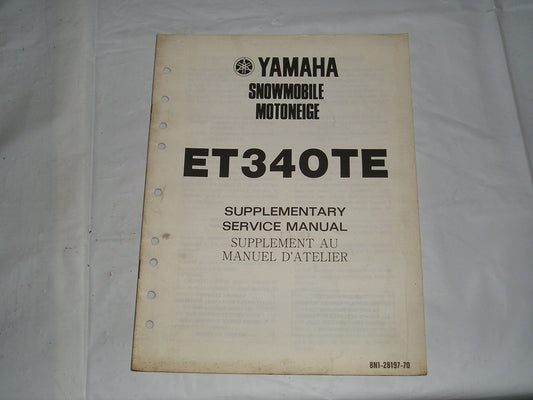 YAMAHA
SNOWMOBILE
MOTONEIGE
ET340TE
SUPPLEMENTARY
SERVICE MANUAL
SUPPLEMENT AU
MANUEL D'ATELIER
8N1-28197-70